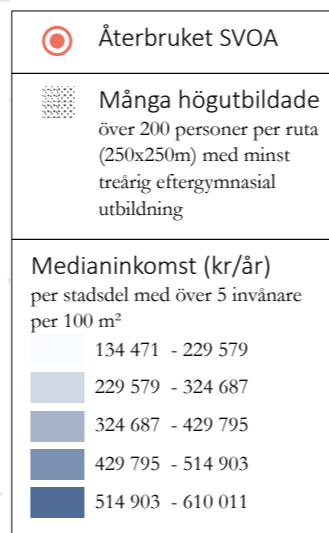 Återbruket SVOA
Många högutbildade
över 200 personer per ruta
(250x250m) med minst
treårig eftergymnasial
utbildning
Medianinkomst (kr/år)
per stadsdel med över 5 invånare
per 100 m²
134 471 - 229 579
229 579 - 324 687
324 687 - 429 795
429 795 - 514 903
514 903 - 610 011